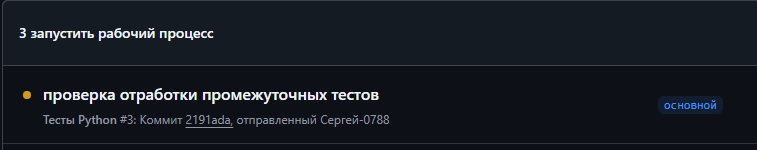 3 запустить рабочий процесс
проверка отработки промежуточных тестов
основной
Тесты Python #3: Коммит 2191ada, отправленный Сергей-0788